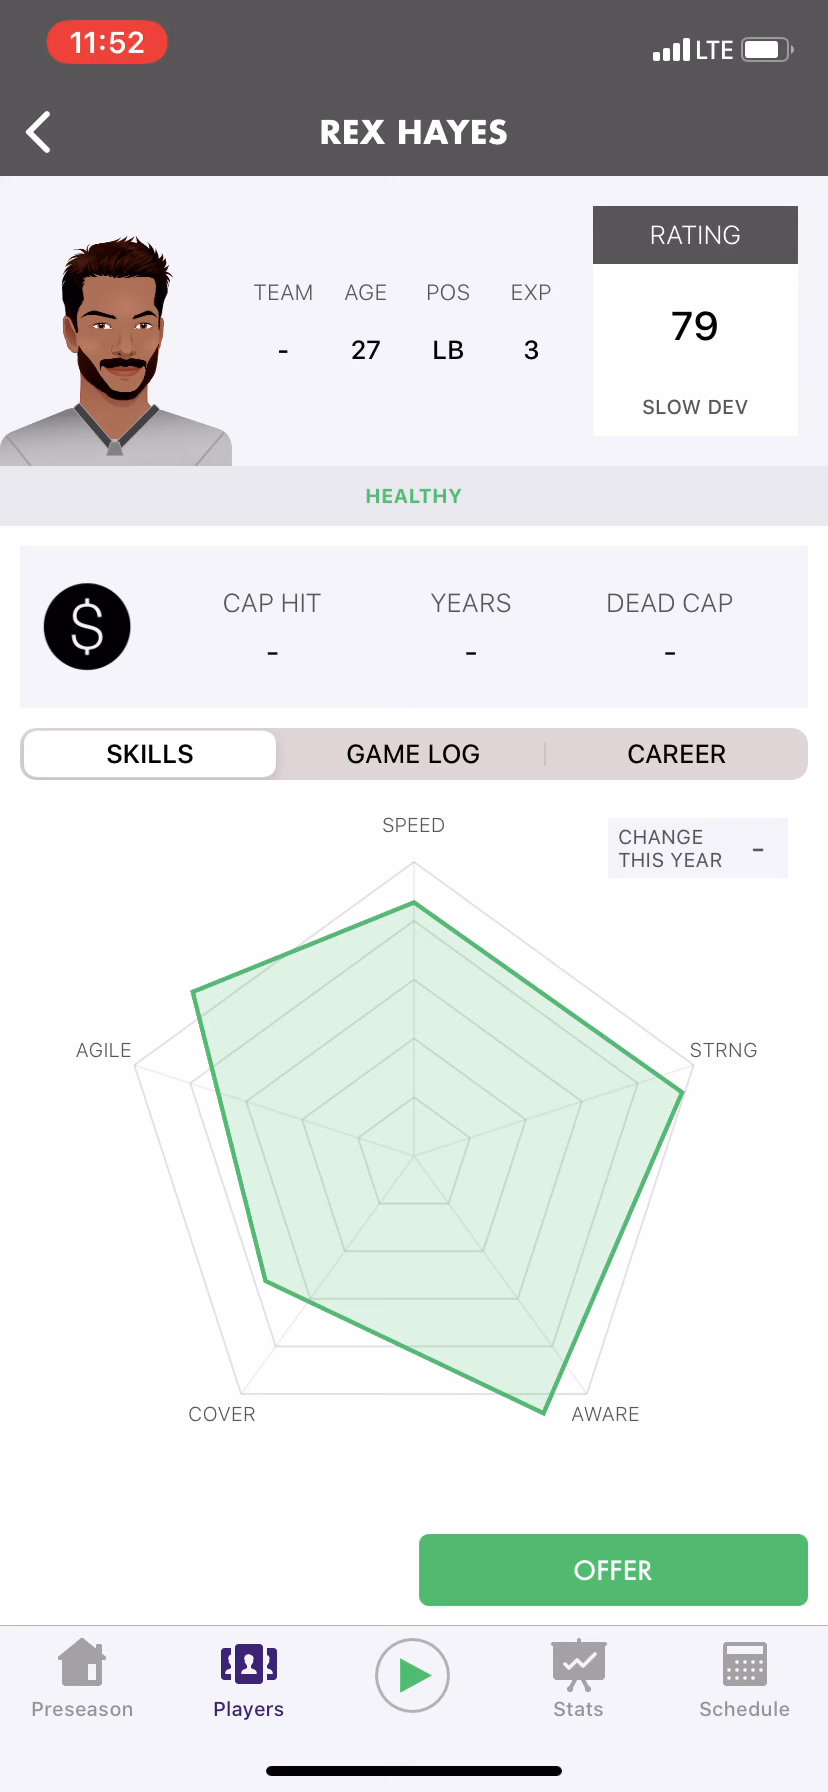 11:52
LTE
REX HAYES
TEAM AGE POS EXP
- 27 LB 3
RATING
79
SLOW DEV
HEALTHY
$
CAP HIT YEARS DEAD CAP
- - -
SKILLS GAME LOG CAREER
SPEED
CHANGE
THIS YEAR -
AGILE
STRNG
COVER
AWARE
OFFER
Preseason Players Stats Schedule